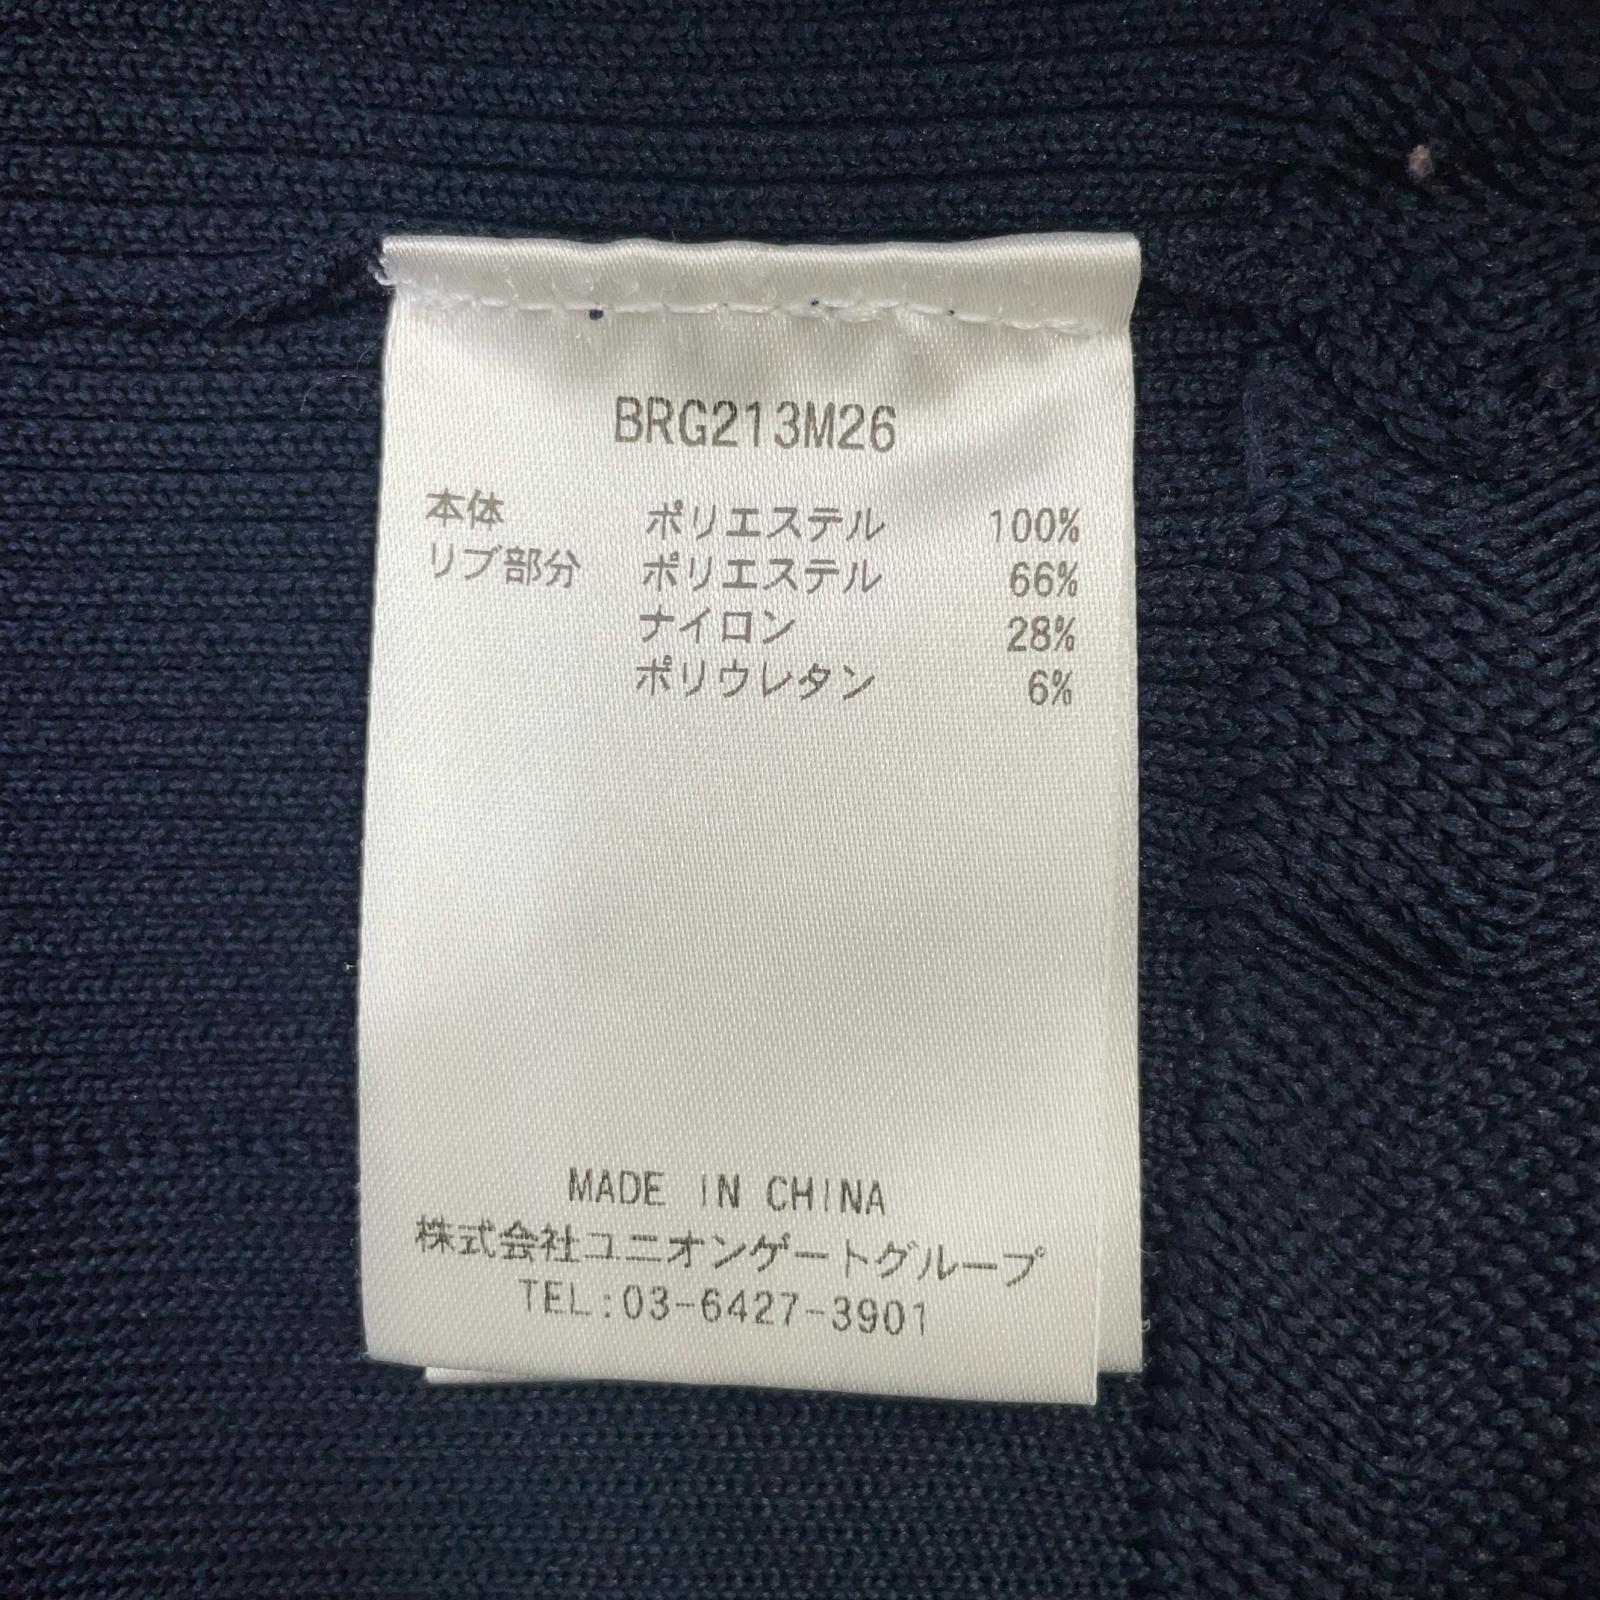 BRG213M26
本体 ポリエステル 100%
リブ部分 ポリエステル 66%
ナイロン 28%
ポリウレタン 6%
MADE IN CHINA
株式会社ユニオンゲートグループ
TEL:03-6427-3901